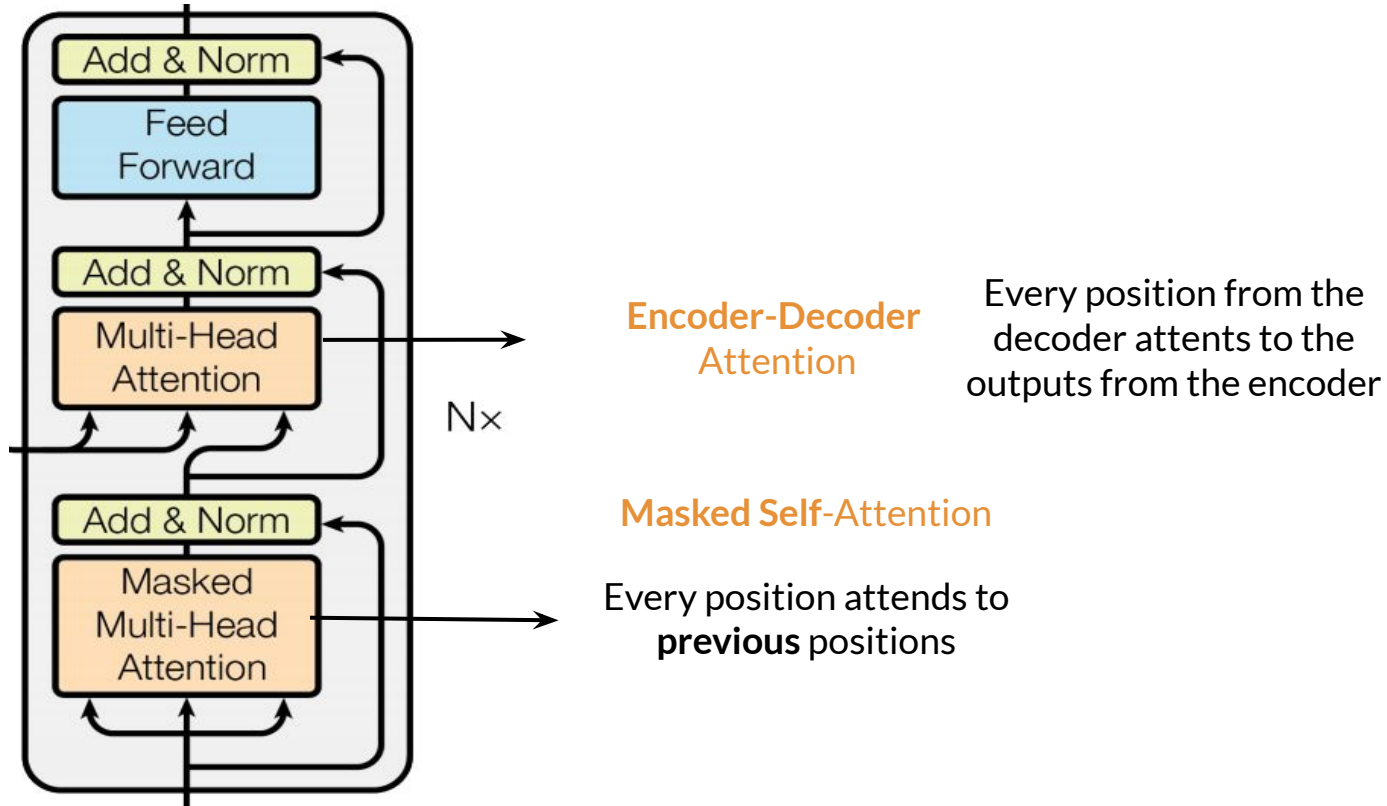 Add & Norm
Feed
Forward
Add & Norm
Multi-Head
Attention
N×
Add & Norm
Masked
Multi-Head
Attention
Encoder-Decoder
Attention
Every position from the
decoder attents to the
outputs from the encoder
Masked Self-Attention
Every position attends to
previous positions